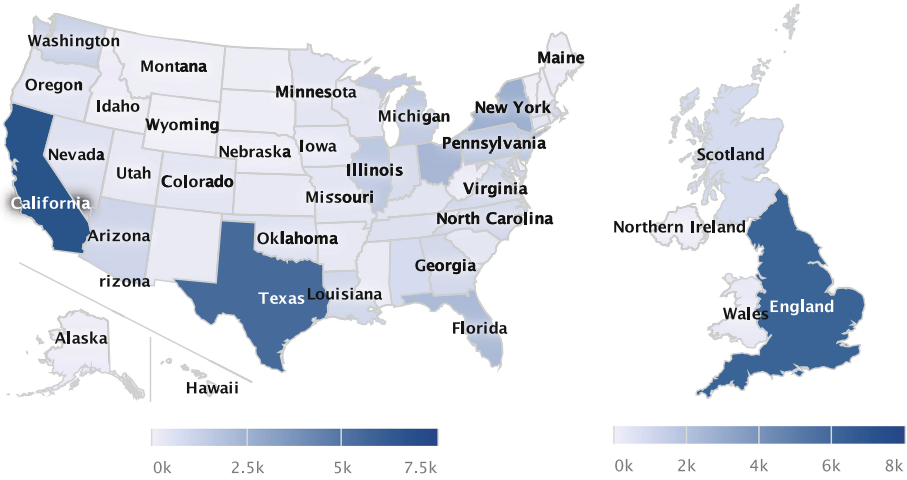 Washington
Montana
Maine
Oregon
Minnesota
Idaho
Michigan
New York
Wyoming
Pennsylvania
Nebraska
Iowa
Nevada
Utah
Colorado
Illinois
Missouri
Virginia
California
North Carolina
Arizona
Oklahoma
Georgia
rizona
Texas
Louisiana
Florida
Alaska
Hawaii
0k 2.5k 5k 7.5k
Scotland
Northern Ireland
England
Wales
0k 2k 4k 6k 8k